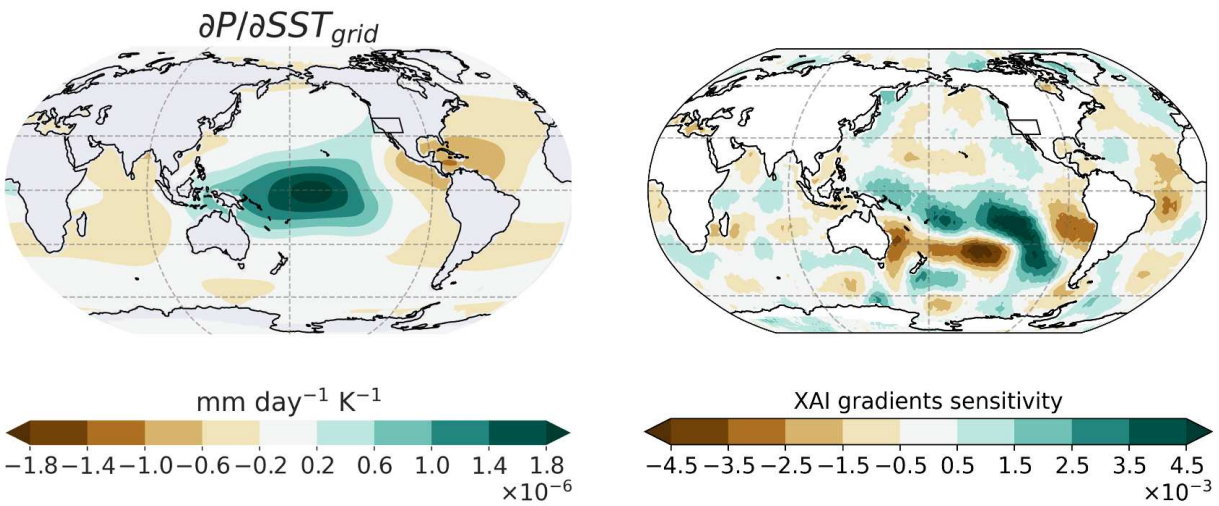 ∂P/∂SST_grid
mm day⁻¹ K⁻¹
−1.8 −1.4 −1.0 −0.6 −0.2 0.2 0.6 1.0 1.4 1.8
×10⁻⁶
XAI gradients sensitivity
−4.5 −3.5 −2.5 −1.5 −0.5 0.5 1.5 2.5 3.5 4.5
×10⁻³